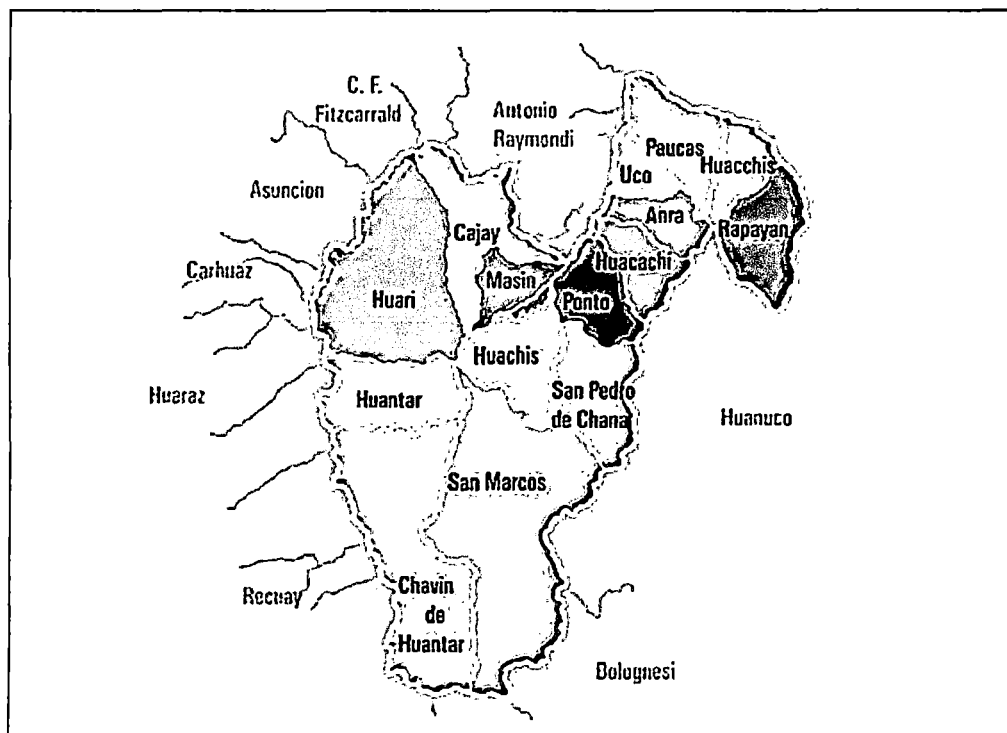 C. F.
Fitzcarrald
Antonio
Raymondi
Paucas
Huacchis
Uco
Asuncion
Anra
Rapayan
Cajay
Huacachi
Carhuaz
Masin
Huari
Ponto
Huachis
Huaraz
Huantar
San Pedro
de Chana
Huanuco
San Marcos
Recuay
Chavin
de
Huantar
Bolognesi